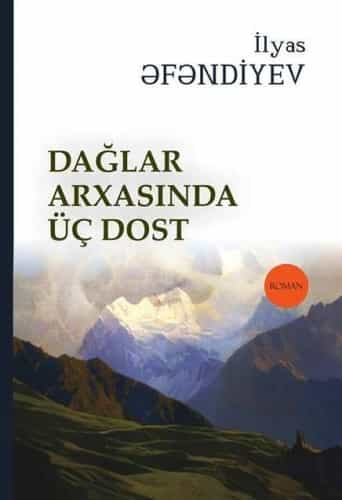 İlyas
ƏFƏNDİYEV
DAĞLAR
ARXASINDA
ÜÇ DOST
ROMAN